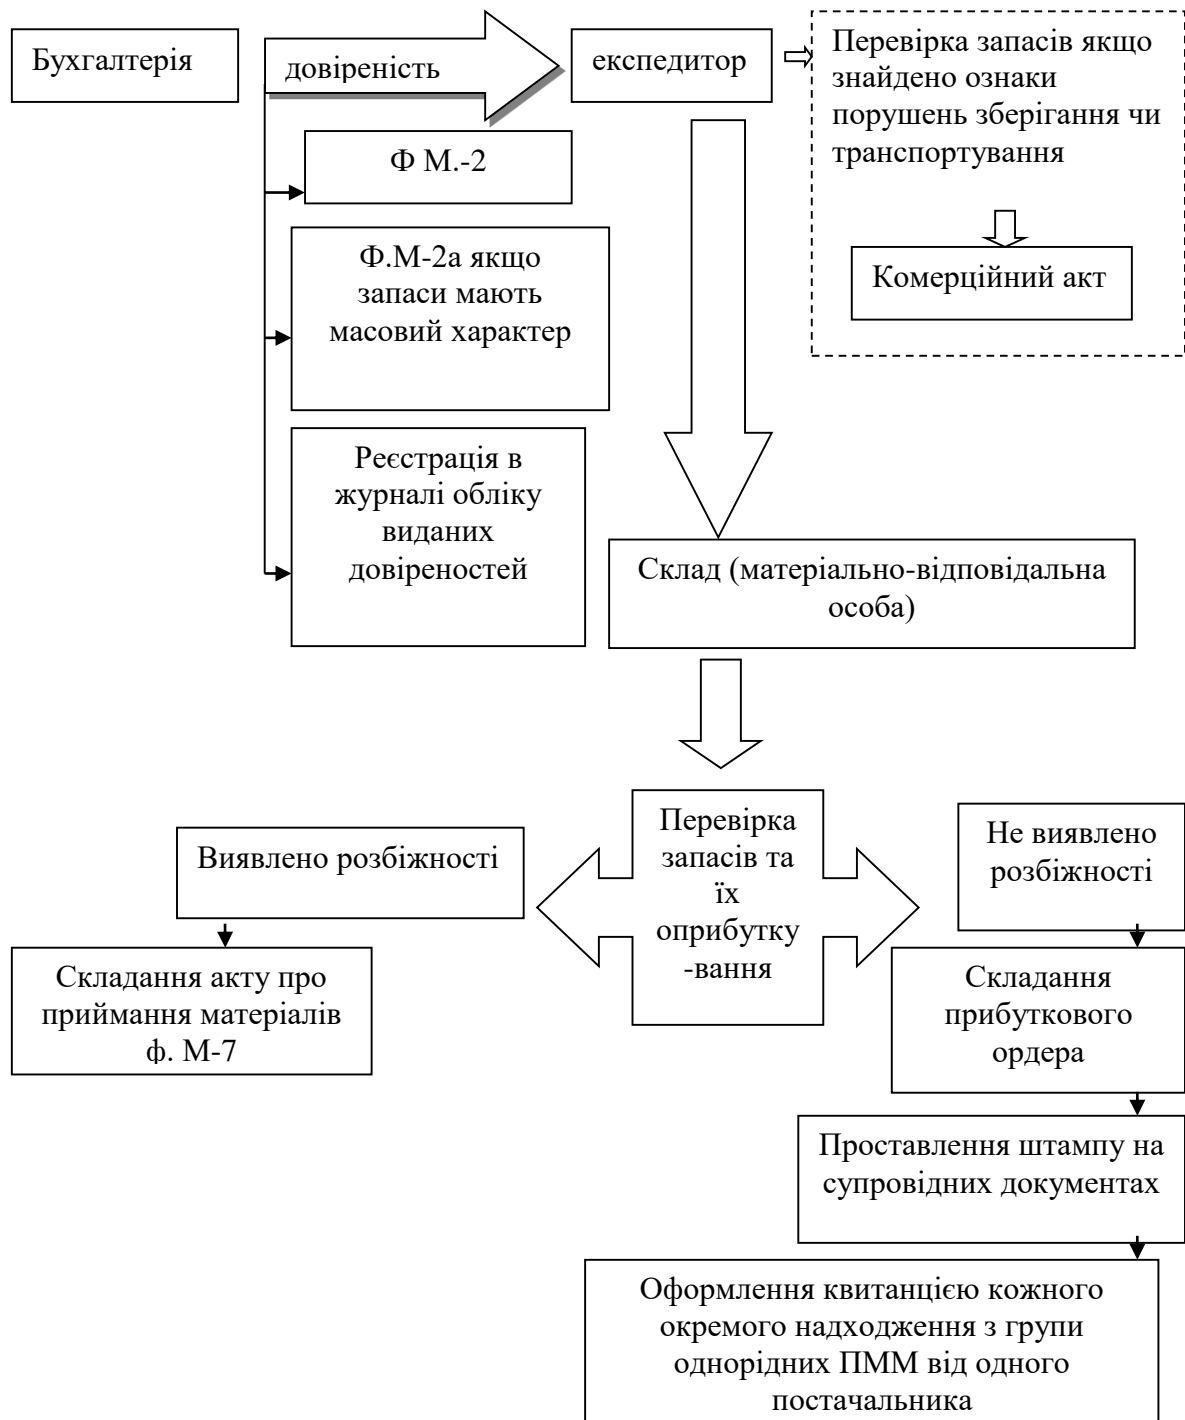 Бухгалтерія
довіреність
експедитор
Перевірка запасів якщо
знайдено ознаки
порушень зберігання чи
транспортування
Комерційний акт
Ф М.-2
Ф.М-2а якщо
запаси мають
масовий характер
Реєстрація в
журналі обліку
виданих
довіреностей
Склад (матеріально-відповідальна
особа)
Перевірка
запасів та
їх
оприбутку
-вання
Виявлено розбіжності
Складання акту про
приймання матеріалів
ф. М-7
Не виявлено
розбіжності
Складання
прибуткового
ордера
Проставлення штампу на
супровідних документах
Оформлення квитанцією кожного
окремого надходження з групи
однорідних ПММ від одного
постачальника